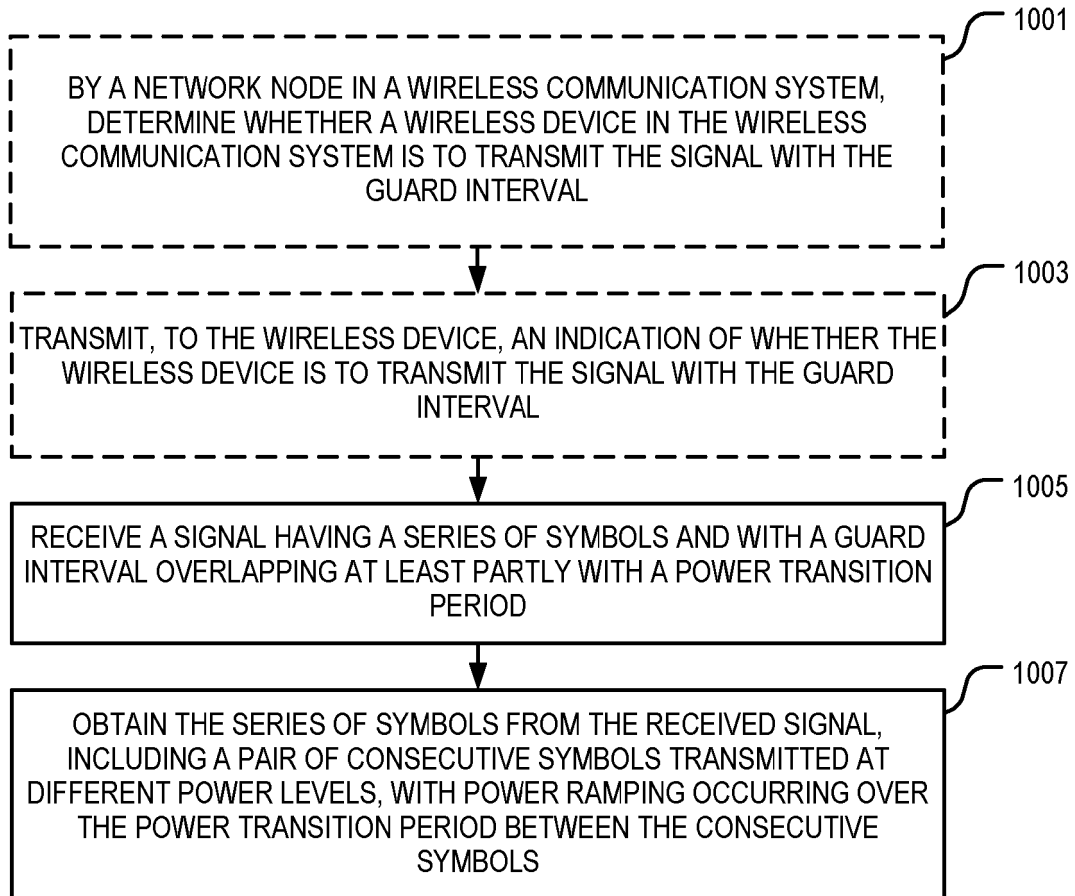 1001
BY A NETWORK NODE IN A WIRELESS COMMUNICATION SYSTEM,
DETERMINE WHETHER A WIRELESS DEVICE IN THE WIRELESS
COMMUNICATION SYSTEM IS TO TRANSMIT THE SIGNAL WITH THE
GUARD INTERVAL
1003
TRANSMIT, TO THE WIRELESS DEVICE, AN INDICATION OF WHETHER THE
WIRELESS DEVICE IS TO TRANSMIT THE SIGNAL WITH THE GUARD
INTERVAL
1005
RECEIVE A SIGNAL HAVING A SERIES OF SYMBOLS AND WITH A GUARD
INTERVAL OVERLAPPING AT LEAST PARTLY WITH A POWER TRANSITION
PERIOD
1007
OBTAIN THE SERIES OF SYMBOLS FROM THE RECEIVED SIGNAL,
INCLUDING A PAIR OF CONSECUTIVE SYMBOLS TRANSMITTED AT
DIFFERENT POWER LEVELS, WITH POWER RAMPING OCCURRING OVER
THE POWER TRANSITION PERIOD BETWEEN THE CONSECUTIVE
SYMBOLS